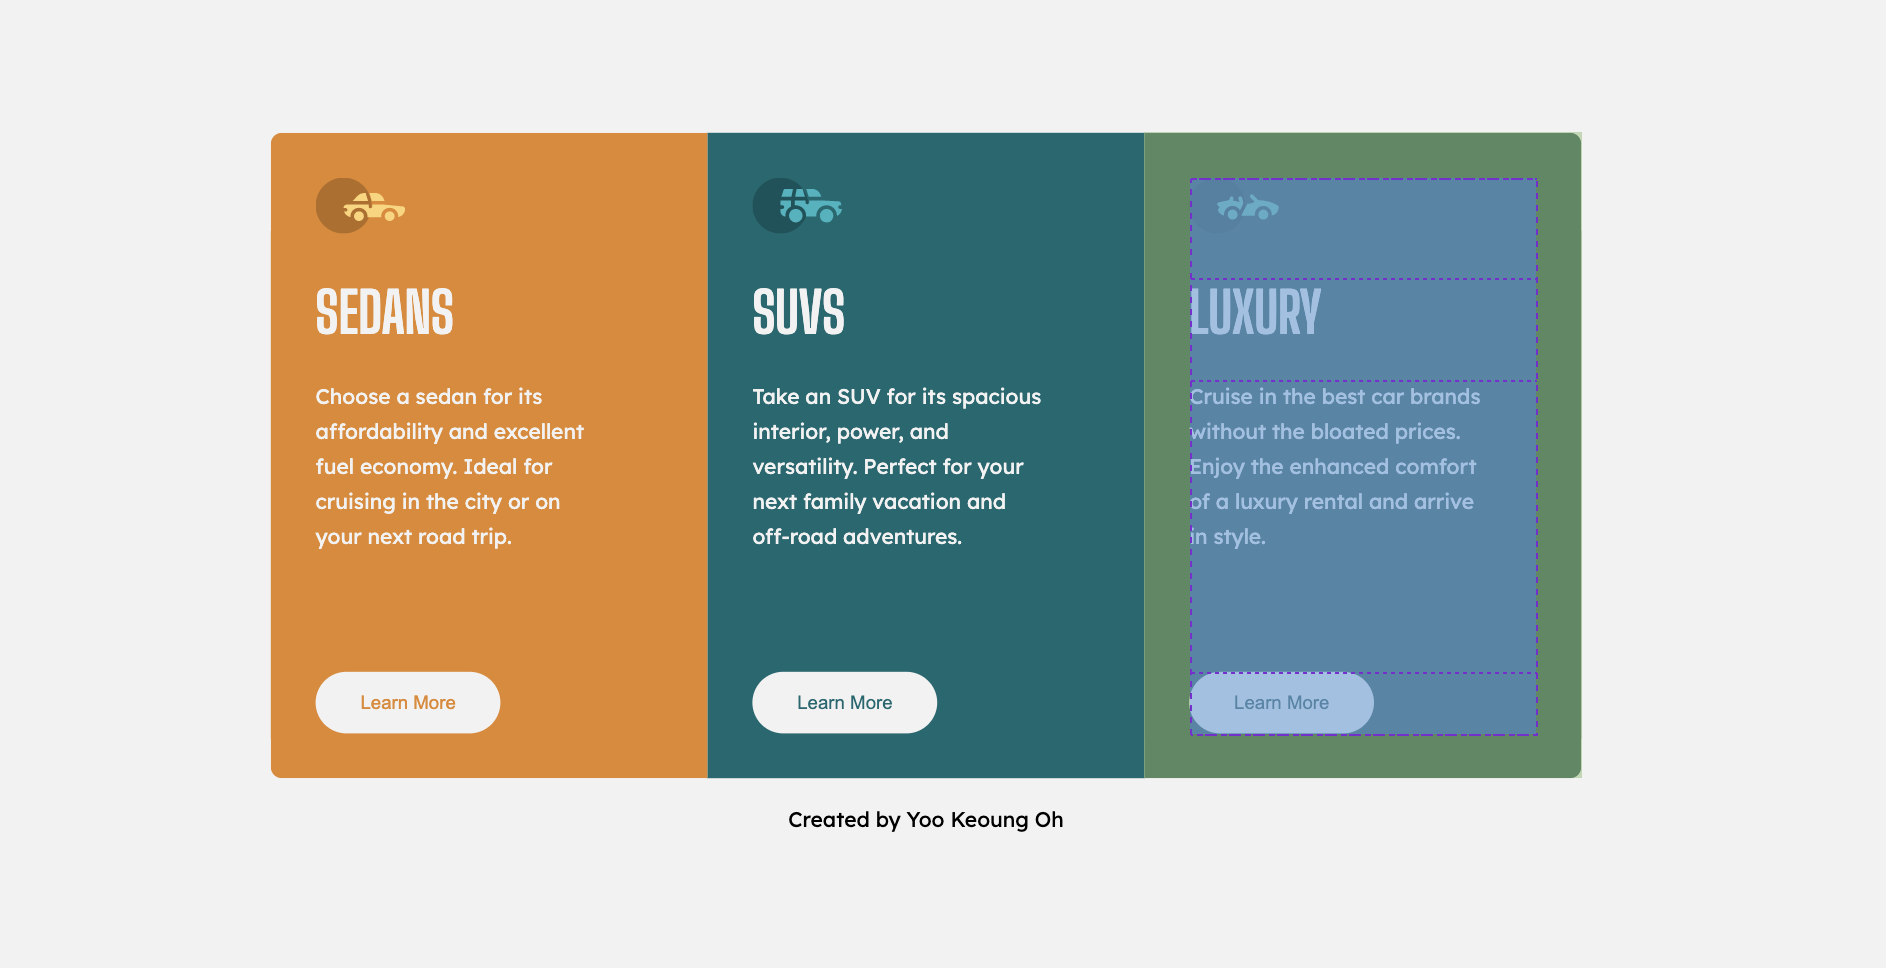 SEDANS
Choose a sedan for its
affordability and excellent
fuel economy. Ideal for
cruising in the city or on
your next road trip.
Learn More
SUVS
Take an SUV for its spacious
interior, power, and
versatility. Perfect for your
next family vacation and
off-road adventures.
Learn More
LUXURY
Cruise in the best car brands
without the bloated prices.
Enjoy the enhanced comfort
of a luxury rental and arrive
in style.
Learn More
Created by Yoo Keoung Oh